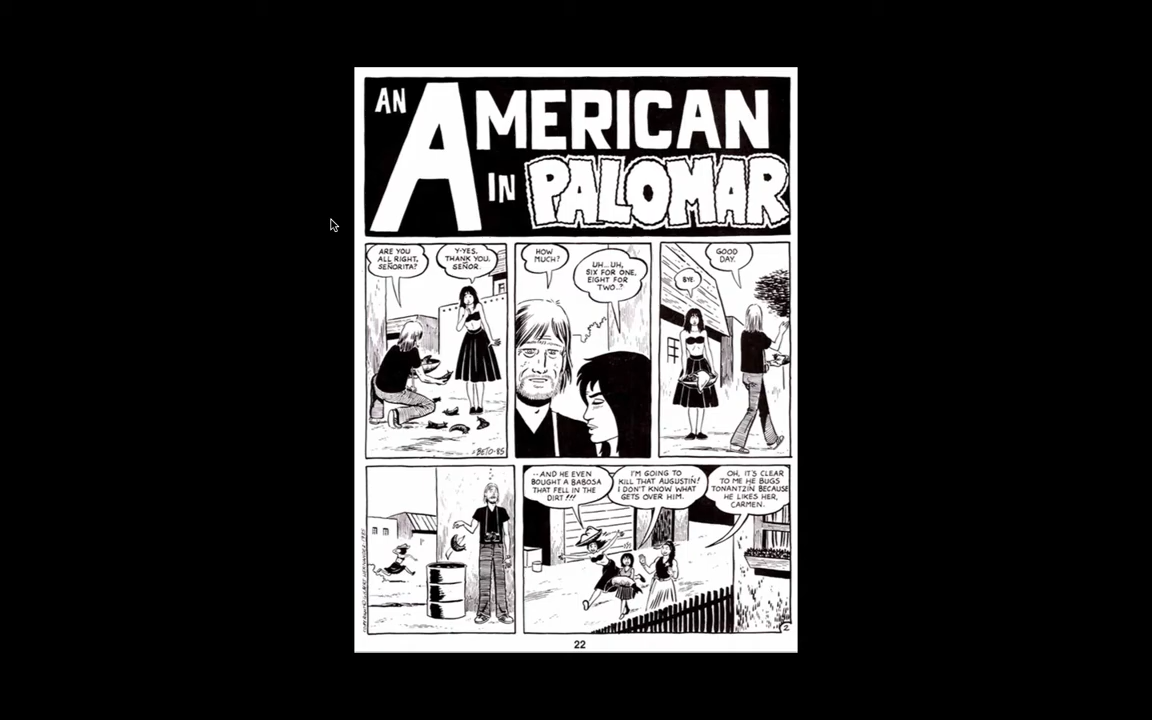 AN
AMERICAN
IN PALOMAR
ARE YOU
ALL RIGHT,
SEÑORITA?
Y-YES,
THANK YOU,
SEÑOR.
BETO-85
HOW
MUCH?
UH...UH,
SIX FOR ONE,
EIGHT FOR
TWO..?
BYE.
GOOD
DAY.
--AND HE EVEN
BOUGHT A BABOSA
THAT FELL IN THE
DIRT!!!
I'M GOING TO
KILL THAT AUGUSTÍN!
I DON'T KNOW WHAT
GETS OVER HIM.
OH, IT'S CLEAR
TO ME HE BUGS
TONANTZÍN BECAUSE
HE LIKES HER,
CARMEN.
2
22